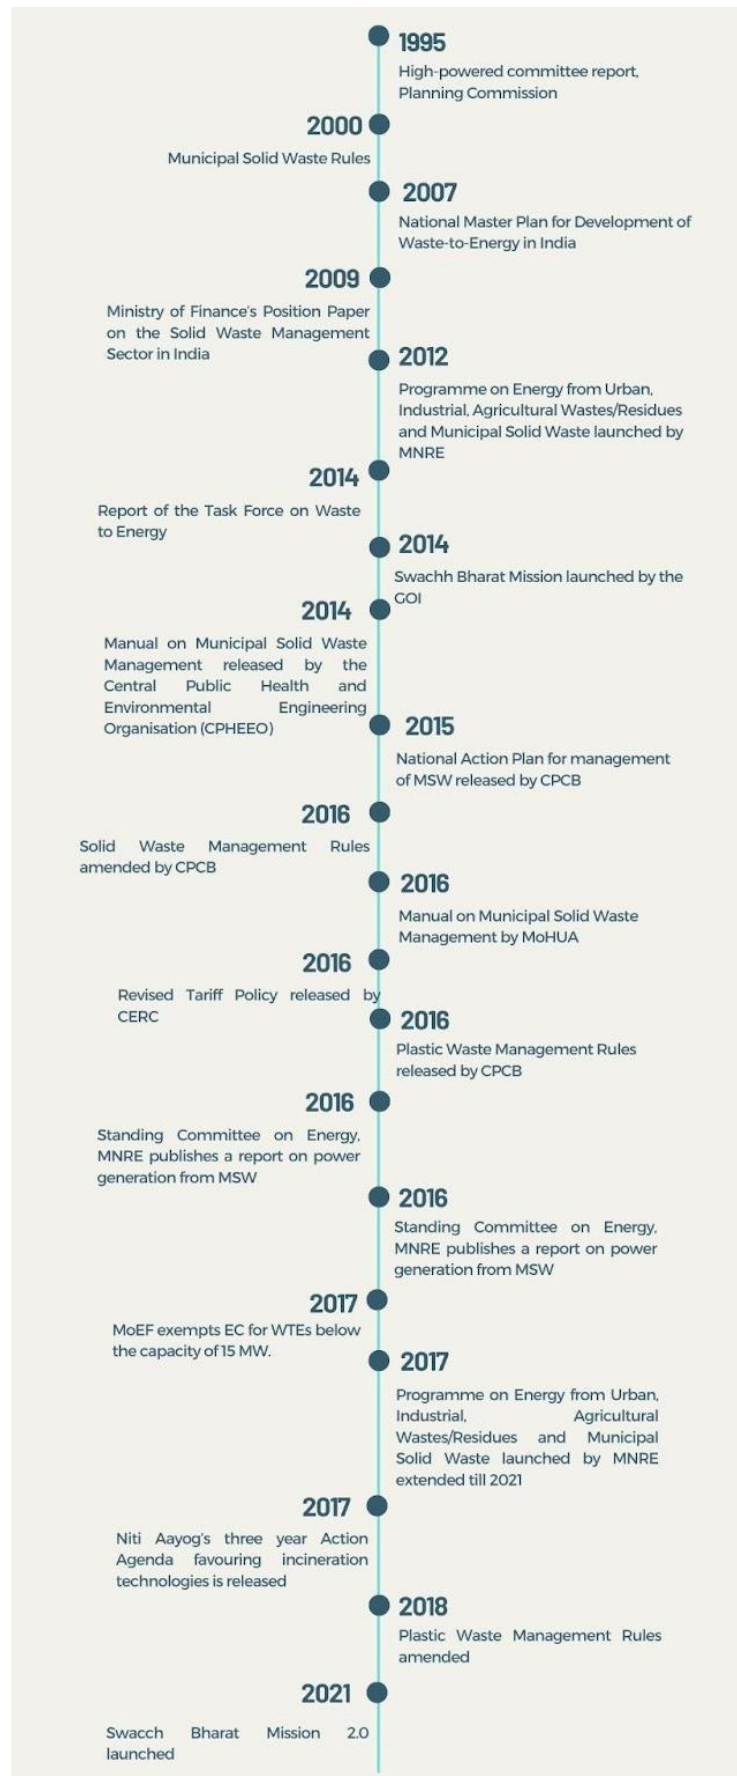 1995
High-powered committee report,
Planning Commission
2000
Municipal Solid Waste Rules
2007
National Master Plan for Development of
Waste-to-Energy in India
2009
Ministry of Finance's Position Paper
on the Solid Waste Management
Sector in India
2012
Programme on Energy from Urban,
Industrial, Agricultural Wastes/Residues
and Municipal Solid Waste launched by
MNRE
2014
Report of the Task Force on Waste
to Energy
2014
Swachh Bharat Mission launched by the
GOI
2014
Manual on Municipal Solid Waste
Management released by the
Central Public Health and
Environmental Engineering
Organisation (CPHEEO)
2015
National Action Plan for management
of MSW released by CPCB
2016
Solid Waste Management Rules
amended by CPCB
2016
Manual on Municipal Solid Waste
Management by MoHUA
2016
Revised Tariff Policy released by
CERC
2016
Plastic Waste Management Rules
released by CPCB
2016
Standing Committee on Energy,
MNRE publishes a report on power
generation from MSW
2016
Standing Committee on Energy,
MNRE publishes a report on power
generation from MSW
2017
MoEF exempts EC for WTEs below
the capacity of 15 MW.
2017
Programme on Energy from Urban,
Industrial, Agricultural
Wastes/Residues and Municipal
Solid Waste launched by MNRE
extended till 2021
2017
Niti Aayog's three year Action
Agenda favouring incineration
technologies is released
2018
Plastic Waste Management Rules
amended
2021
Swacch Bharat Mission 2.0
launched